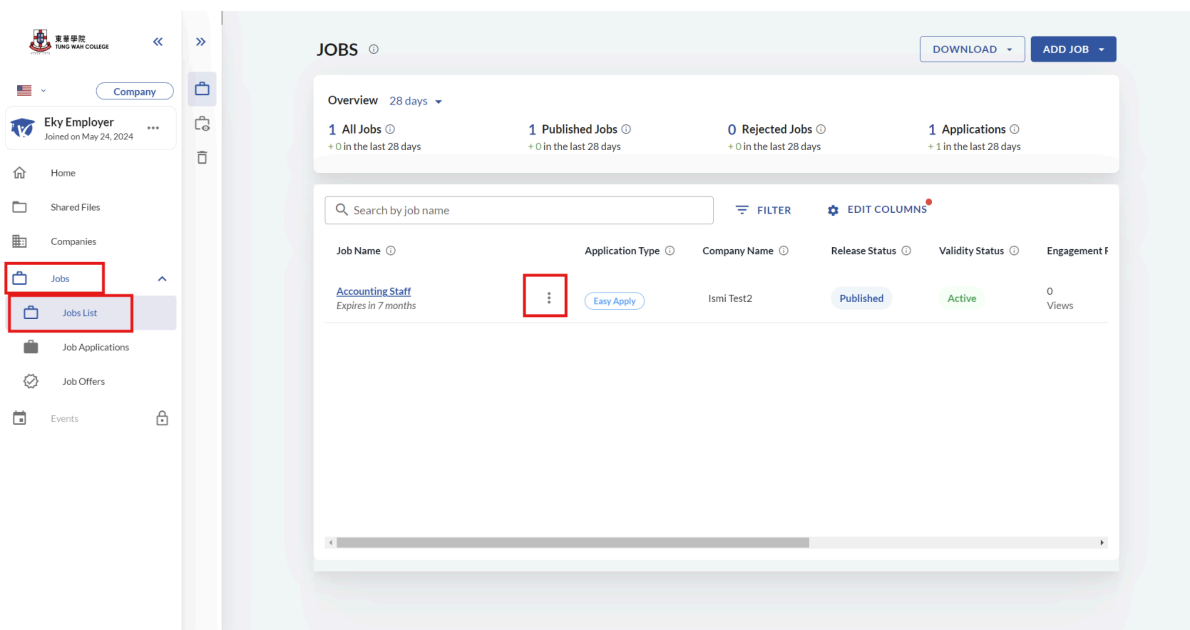 東華學院
TUNG WAH COLLEGE
Company
Eky Employer
Joined on May 24, 2024
Home
Shared Files
Companies
Jobs
Jobs List
Job Applications
Job Offers
Events
JOBS
DOWNLOAD
ADD JOB
Overview 28 days
1 All Jobs
+ 0 in the last 28 days
1 Published Jobs
+ 0 in the last 28 days
0 Rejected Jobs
+ 0 in the last 28 days
1 Applications
+ 1 in the last 28 days
Search by job name
FILTER
EDIT COLUMNS
Job Name Application Type Company Name Release Status Validity Status Engagement
Accounting Staff
Expires in 7 months
Easy Apply
Ismi Test2
Published
Active
0
Views